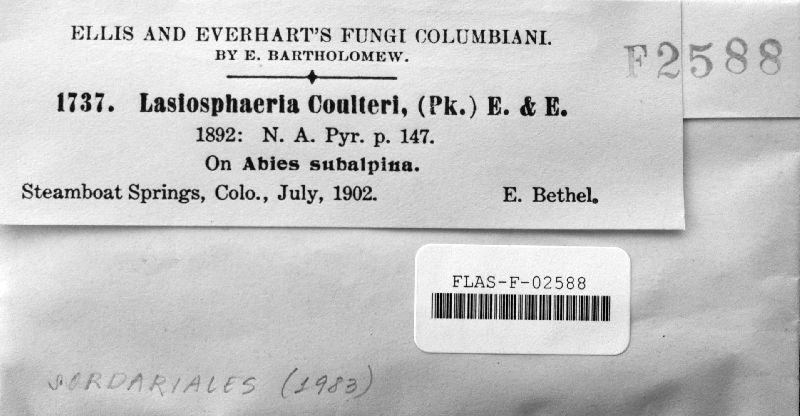 ELLIS AND EVERHART'S FUNGI COLUMBIANI.
BY E. BARTHOLOMEW.
F2588
1737. Lasiosphaeria Coulteri, (Pk.) E. & E.
1892: N. A. Pyr. p. 147.
On Abies subalpina.
Steamboat Springs, Colo., July, 1902. E. Bethel.
FLAS-F-02588
SORDARIALES (1983)